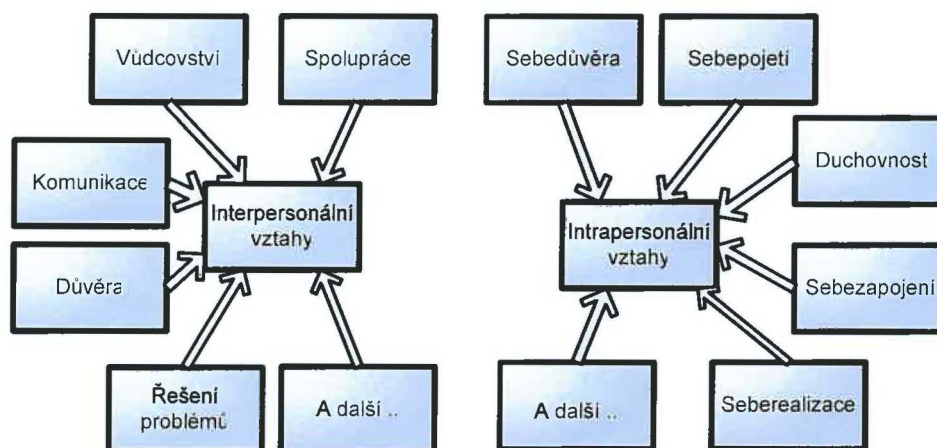 Vůdcovství
Spolupráce
Sebedůvěra
Sebepojetí
Komunikace
Duchovnost
Interpersonální
vztahy
Intrapersonální
vztahy
Důvěra
Sebezapojení
Řešení
problémů
A další ..
A další ..
Seberealizace